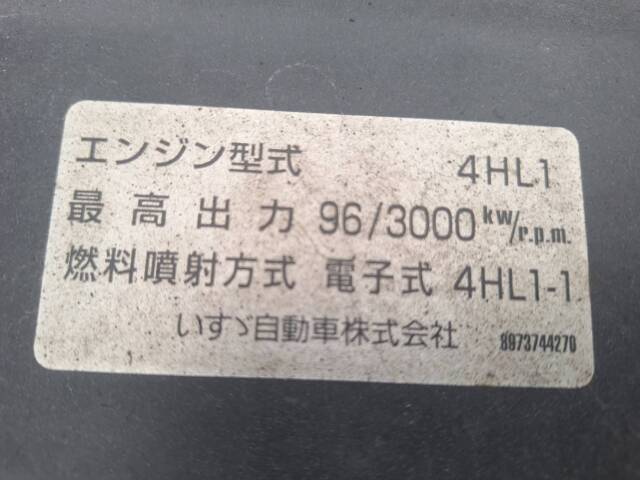 エンジン型式 4HL1
最高出力 96/3000 kw/r.p.m.
燃料噴射方式 電子式 4HL1-1
いすゞ自動車株式会社 8973744270